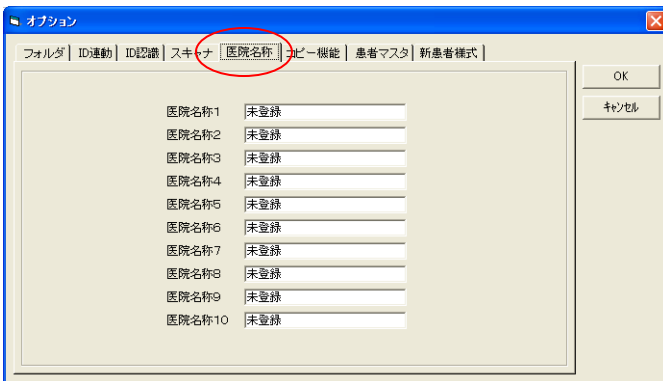 オプション
フォルダ ID連動 ID認識 スキャナ 医院名称 コピー機能 患者マスタ 新患者様式
OK
キャンセル
医院名称1 未登録
医院名称2 未登録
医院名称3 未登録
医院名称4 未登録
医院名称5 未登録
医院名称6 未登録
医院名称7 未登録
医院名称8 未登録
医院名称9 未登録
医院名称10 未登録